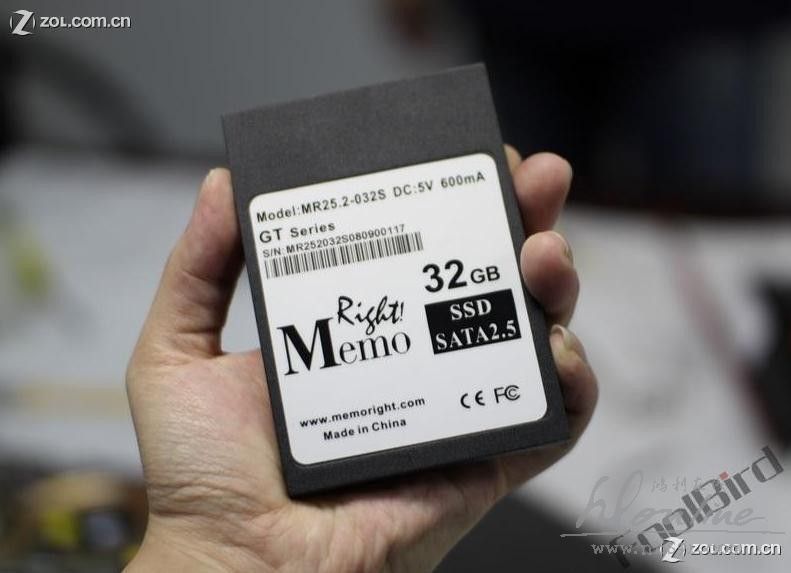 ZOL.COM.CN
Model:MR25.2-032S DC:5V 600mA
GT Series
S/N: MR252032S080900117
32GB
Right!
Memo
SSD
SATA2.5
CE FC
www.memoright.com
Made in China
FoolBird
ZOL.COM.CN